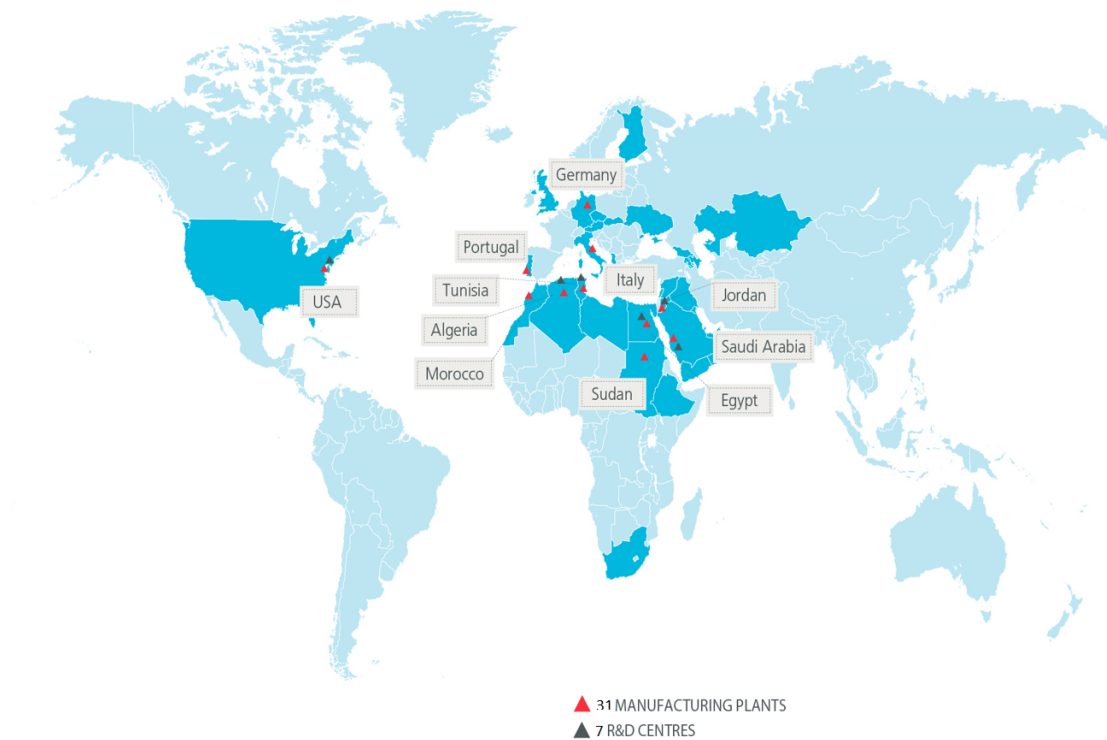 Germany
Portugal
Italy
Tunisia
Jordan
USA
Algeria
Saudi Arabia
Morocco
Sudan
Egypt
31 MANUFACTURING PLANTS
7 R&D CENTRES